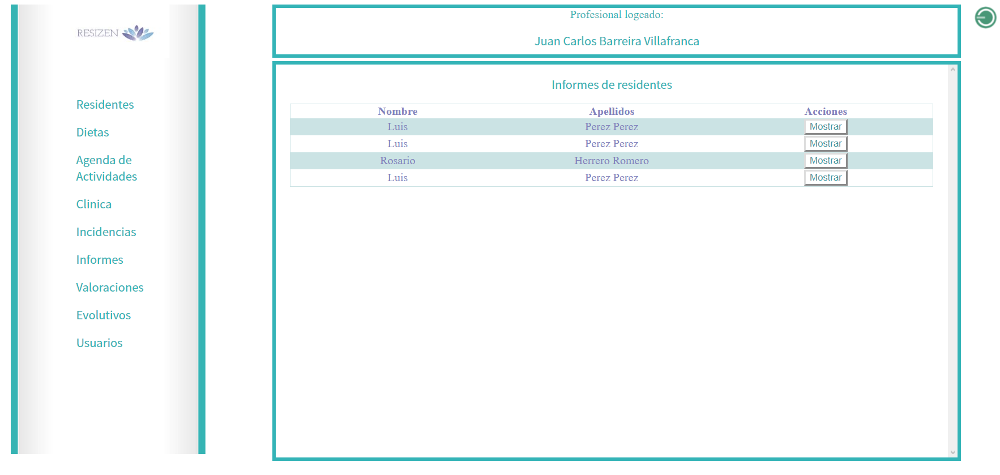 RESIZEN
Residentes
Dietas
Agenda de
Actividades
Clinica
Incidencias
Informes
Valoraciones
Evolutivos
Usuarios
Profesional logeado:
Juan Carlos Barreira Villafranca
Informes de residentes
Nombre Apellidos Acciones
Luis Perez Perez Mostrar
Luis Perez Perez Mostrar
Rosario Herrero Romero Mostrar
Luis Perez Perez Mostrar